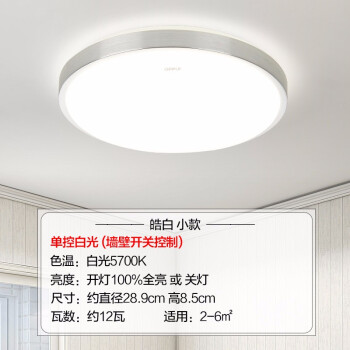 皓白 小款
单控白光 (墙壁开关控制)
色温：白光5700K
亮度：开灯100%全亮 或 关灯
尺寸：约直径28.9cm 高8.5cm
瓦数：约12瓦 适用：2-6㎡